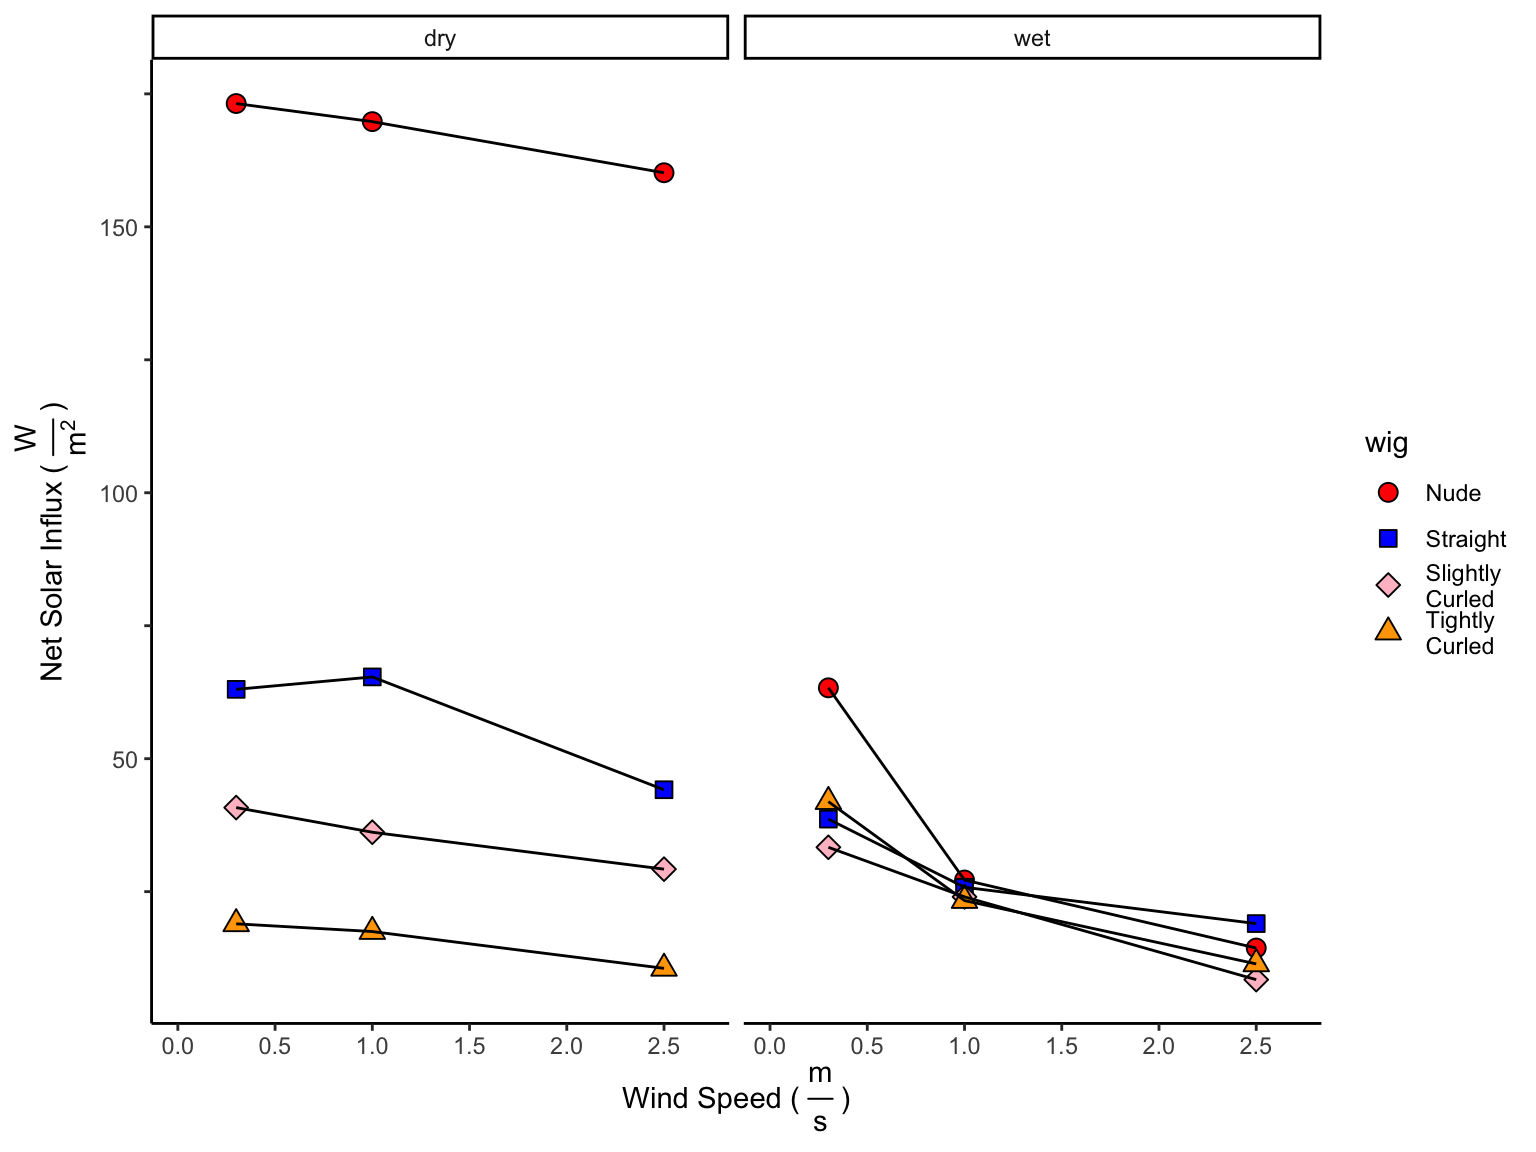 dry
wet
150
100
50
Net Solar Influx ( W/m² )
0.0 0.5 1.0 1.5 2.0 2.5
0.0 0.5 1.0 1.5 2.0 2.5
Wind Speed ( m/s )
wig
Nude
Straight
Slightly
Curled
Tightly
Curled